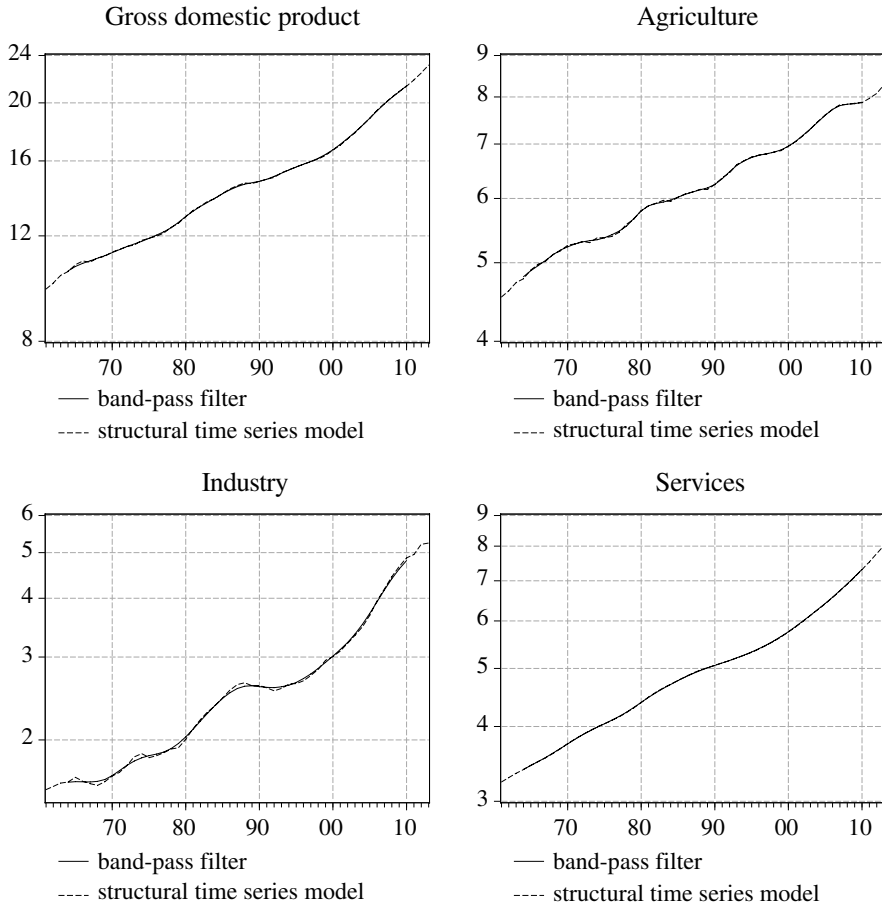 Gross domestic product
24
20
16
12
8
70 80 90 00 10
band-pass filter
structural time series model
Agriculture
9
8
7
6
5
4
70 80 90 00 10
band-pass filter
structural time series model
Industry
6
5
4
3
2
70 80 90 00 10
band-pass filter
structural time series model
Services
9
8
7
6
5
4
3
70 80 90 00 10
band-pass filter
structural time series model